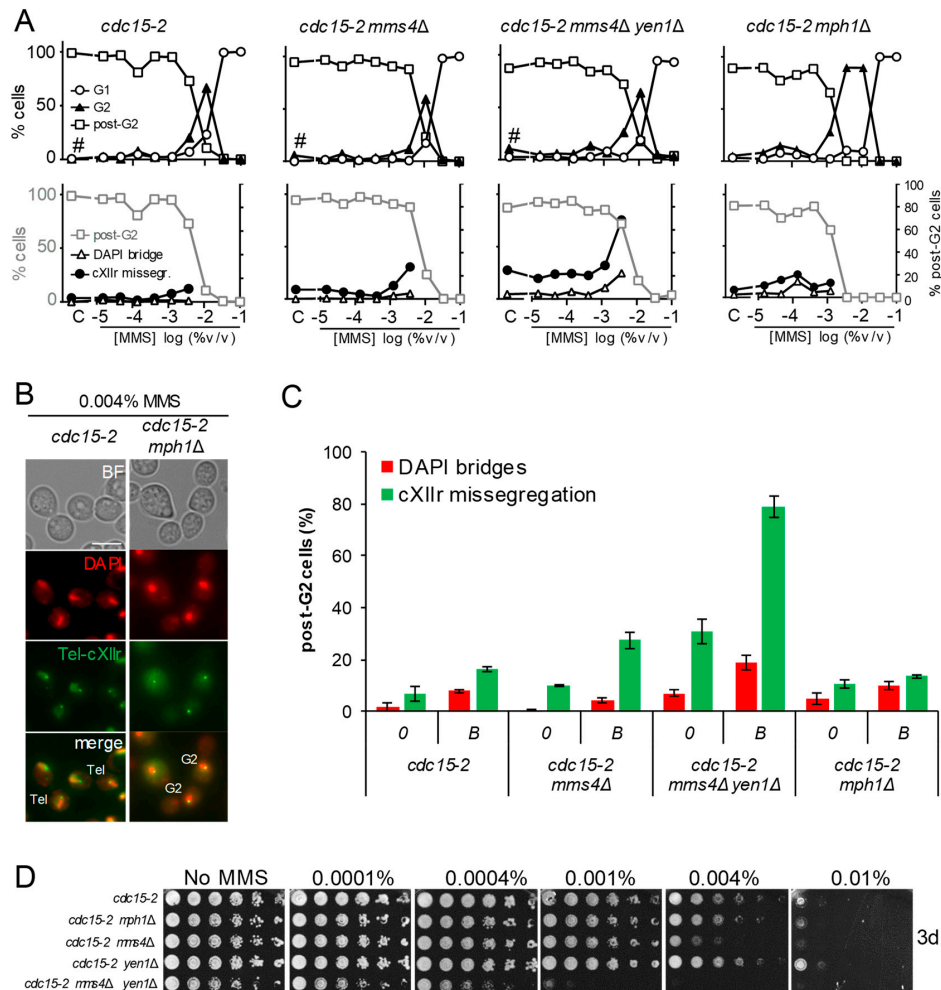 A
cdc15-2
cdc15-2 mms4Δ
cdc15-2 mms4Δ yen1Δ
cdc15-2 mph1Δ
% cells
100
50
0
G1
G2
post-G2
#
#
#
% cells
100
50
0
post-G2
DAPI bridge
cXIIr missegr.
100
80
60
40
20
0
% post-G2 cells
C -5 -4 -3 -2 -1
C -5 -4 -3 -2 -1
C -5 -4 -3 -2 -1
C -5 -4 -3 -2 -1
[MMS] log (%v/v)
[MMS] log (%v/v)
[MMS] log (%v/v)
[MMS] log (%v/v)
B
0.004% MMS
cdc15-2
cdc15-2
mph1Δ
BF
DAPI
Tel-cXIIr
merge
Tel
Tel
G2
G2
C
post-G2 cells (%)
100
80
60
40
20
0
DAPI bridges
cXIIr missegregation
0 B 0 B 0 B 0 B
cdc15-2
cdc15-2
mms4Δ
cdc15-2
mms4Δ yen1Δ
cdc15-2
mph1Δ
D
No MMS 0.0001% 0.0004% 0.001% 0.004% 0.01%
cdc15-2
cdc15-2 mph1Δ
cdc15-2 mms4Δ
cdc15-2 yen1Δ
cdc15-2 mms4Δ yen1Δ
3d